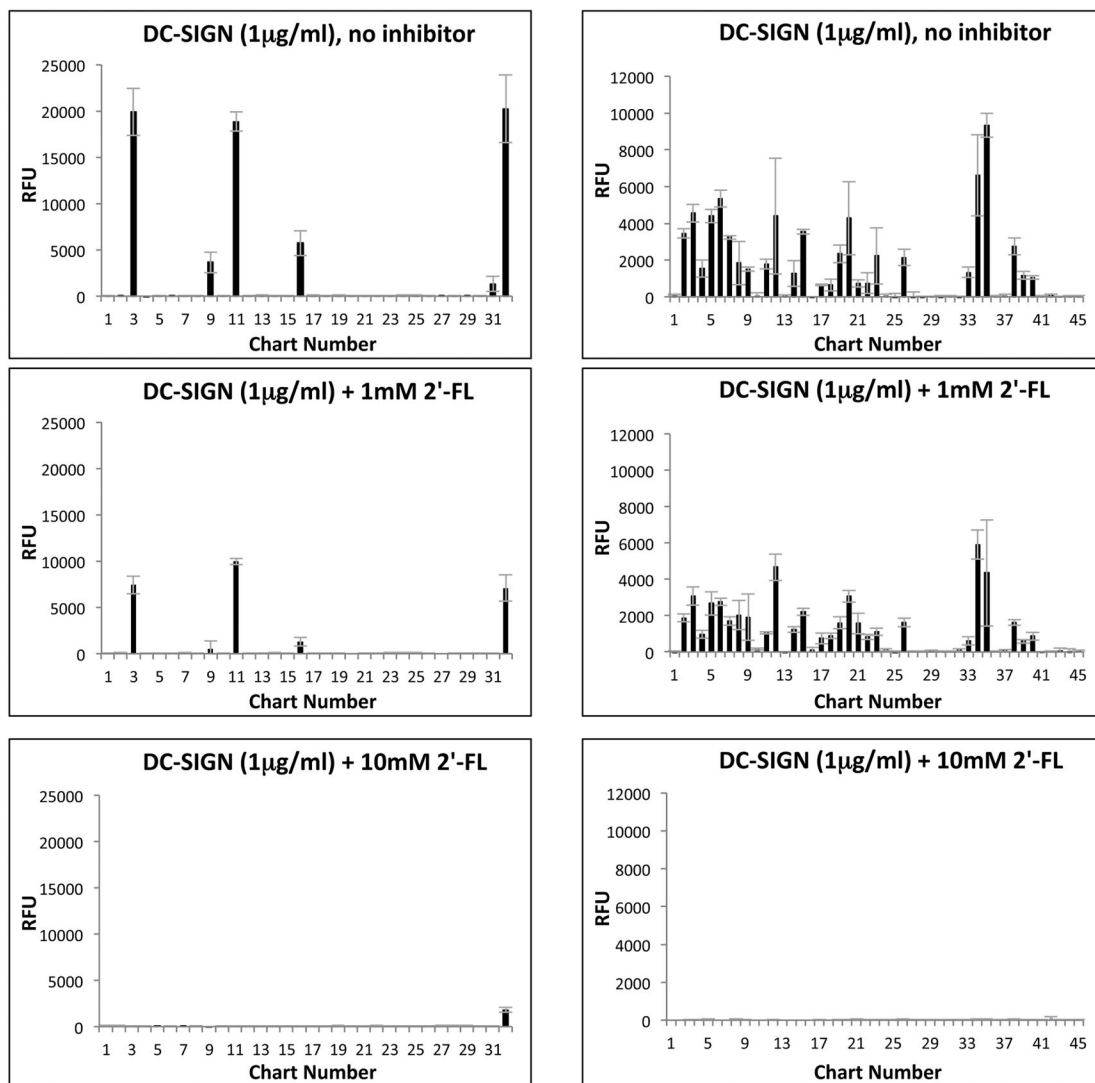 DC-SIGN (1μg/ml), no inhibitor
25000
20000
15000
10000
5000
0
RFU
1 3 5 7 9 11 13 15 17 19 21 23 25 27 29 31
Chart Number
DC-SIGN (1μg/ml), no inhibitor
12000
10000
8000
6000
4000
2000
0
RFU
1 5 9 13 17 21 25 29 33 37 41 45
Chart Number
DC-SIGN (1μg/ml) + 1mM 2'-FL
25000
20000
15000
10000
5000
0
RFU
1 3 5 7 9 11 13 15 17 19 21 23 25 27 29 31
Chart Number
DC-SIGN (1μg/ml) + 1mM 2'-FL
12000
10000
8000
6000
4000
2000
0
RFU
1 5 9 13 17 21 25 29 33 37 41 45
Chart Number
DC-SIGN (1μg/ml) + 10mM 2'-FL
25000
20000
15000
10000
5000
0
RFU
1 3 5 7 9 11 13 15 17 19 21 23 25 27 29 31
Chart Number
DC-SIGN (1μg/ml) + 10mM 2'-FL
12000
10000
8000
6000
4000
2000
0
RFU
1 5 9 13 17 21 25 29 33 37 41 45
Chart Number